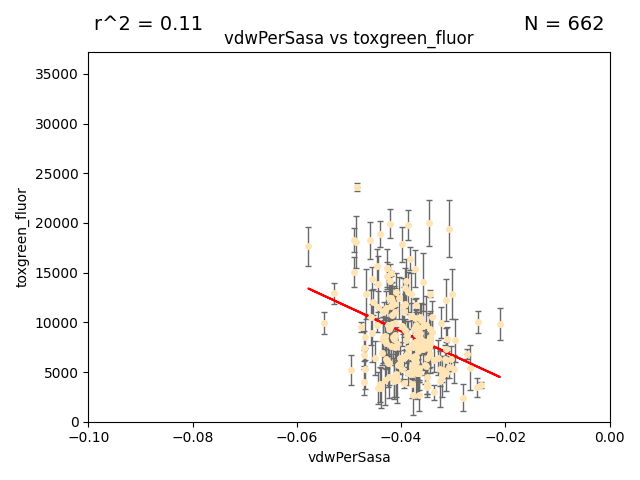 r^2 = 0.11
N = 662
vdwPerSasa vs toxgreen_fluor
35000
30000
25000
20000
15000
10000
5000
0
toxgreen_fluor
−0.10
−0.08
−0.06
−0.04
−0.02
0.00
vdwPerSasa